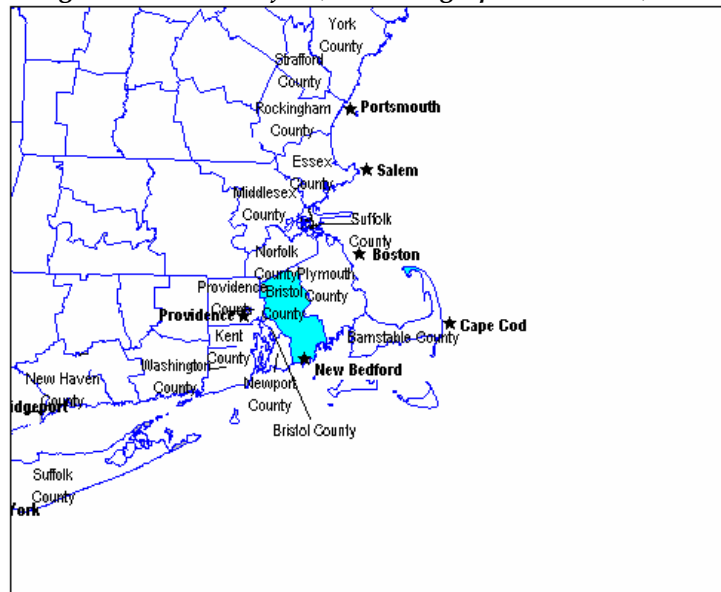 York
County
Strafford
County
Rockingham
County
Portsmouth
Essex
County
Salem
Middlesex
County
Suffolk
County
Boston
Norfolk
County
Plymouth
County
Providence
County
Bristol
County
Providence
Cape Cod
Barnstable County
Kent
County
New Bedford
Washington
County
New Haven
County
Newport
County
idgeport
Bristol County
Suffolk
County
York